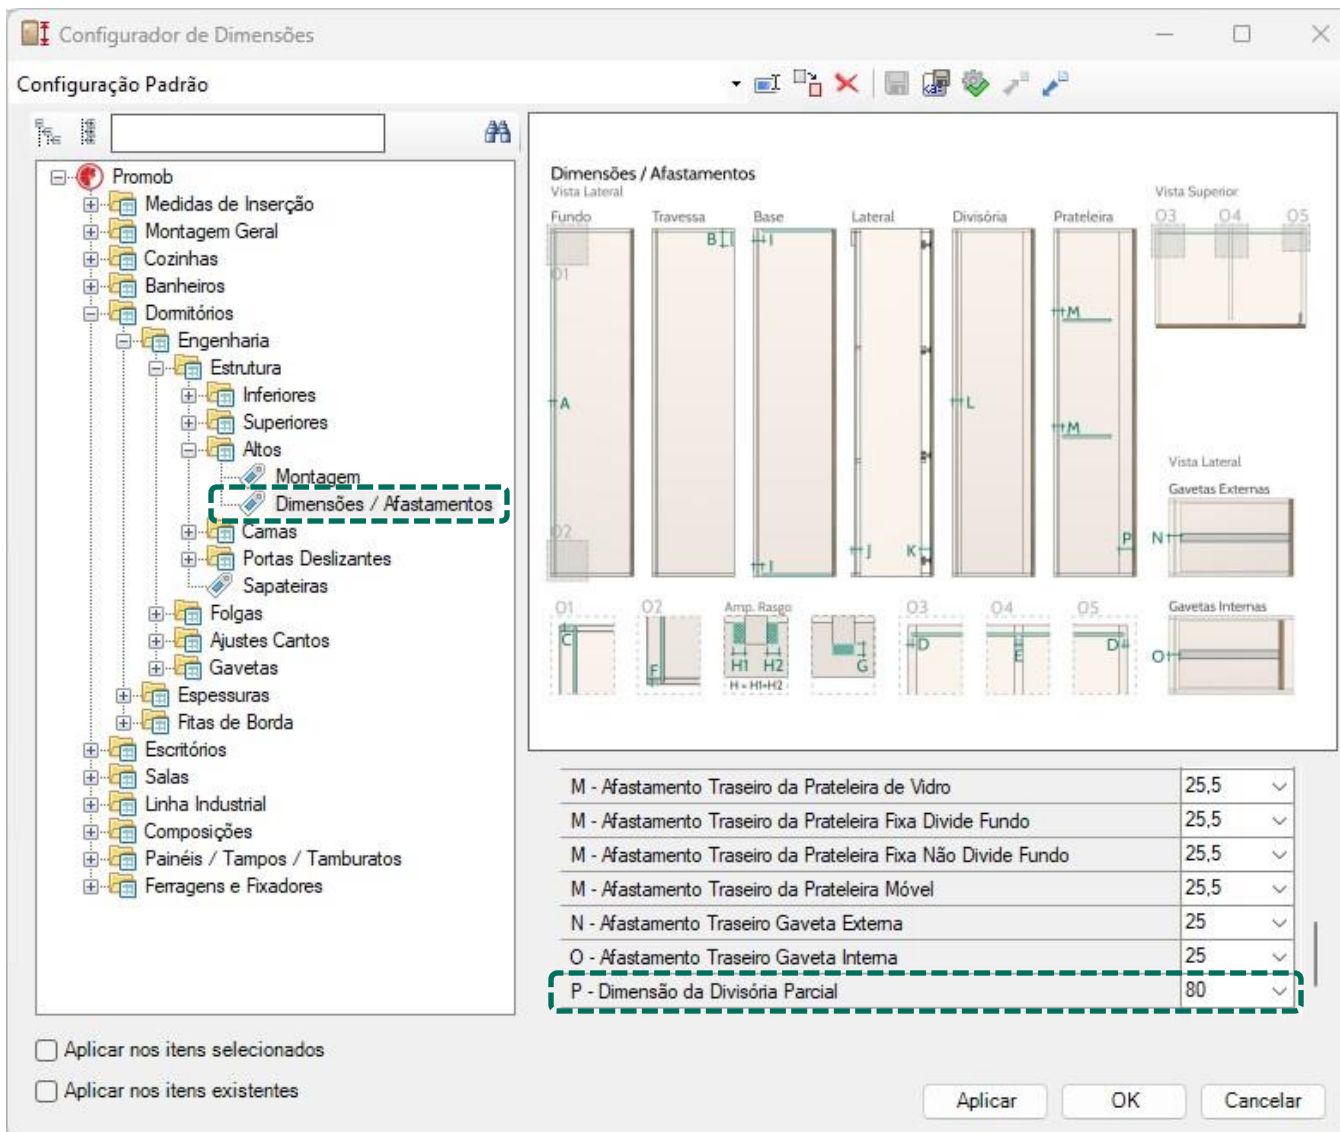 Configurador de Dimensões
Configuração Padrão
Promob
Medidas de Inserção
Montagem Geral
Cozinhas
Banheiros
Dormitórios
Engenharia
Estrutura
Inferiores
Superiores
Altos
Montagem
Dimensões / Afastamentos
Camas
Portas Deslizantes
Sapateiras
Folgas
Ajustes Cantos
Gavetas
Espessuras
Fitas de Borda
Escritórios
Salas
Linha Industrial
Composições
Painéis / Tampos / Tamburatos
Ferragens e Fixadores
Dimensões / Afastamentos
Vista Lateral
Vista Superior
Fundo Travessa Base Lateral Divisória Prateleira O3 O4 O5
B I
O1
M
A L
M
Vista Lateral
Gavetas Externas
O2
I J K P N
O1 O2 Amp. Rasgo O3 O4 O5 Gavetas Internas
C D E D
F H1 H2 G O
H = H1+H2
M - Afastamento Traseiro da Prateleira de Vidro 25,5
M - Afastamento Traseiro da Prateleira Fixa Divide Fundo 25,5
M - Afastamento Traseiro da Prateleira Fixa Não Divide Fundo 25,5
M - Afastamento Traseiro da Prateleira Móvel 25,5
N - Afastamento Traseiro Gaveta Externa 25
O - Afastamento Traseiro Gaveta Interna 25
P - Dimensão da Divisória Parcial 80
Aplicar nos itens selecionados
Aplicar nos itens existentes
Aplicar OK Cancelar